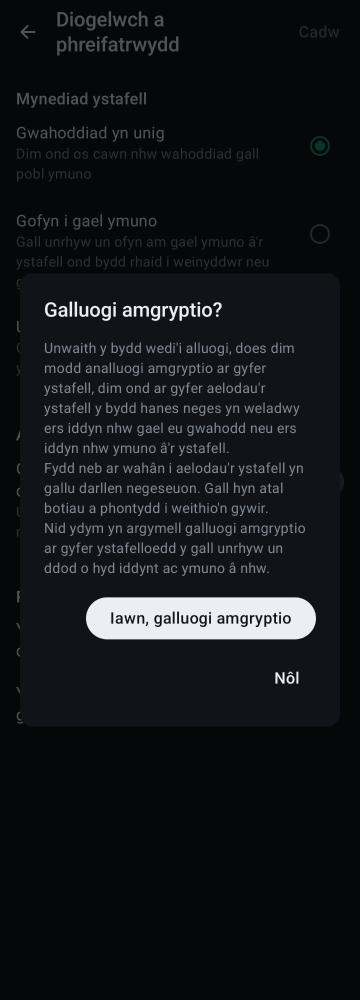 Diogelwch a
phreifatrwydd
Cadw
Mynediad ystafell
Gwahoddiad yn unig
Dim ond os cawn nhw wahoddiad gall
pobl ymuno
Gofyn i gael ymuno
Gall unrhyw un ofyn am gael ymuno â'r
ystafell ond bydd rhaid i weinyddwr neu
Galluogi amgryptio?
Unwaith y bydd wedi'i alluogi, does dim
modd analluogi amgryptio ar gyfer
ystafell, dim ond ar gyfer aelodau'r
ystafell y bydd hanes neges yn weladwy
ers iddyn nhw gael eu gwahodd neu ers
iddyn nhw ymuno â'r ystafell.
Fydd neb ar wahân i aelodau'r ystafell yn
gallu darllen negeseuon. Gall hyn atal
botiau a phontydd i weithio'n gywir.
Nid ydym yn argymell galluogi amgryptio
ar gyfer ystafelloedd y gall unrhyw un
ddod o hyd iddynt ac ymuno â nhw.
Iawn, galluogi amgryptio
Nôl